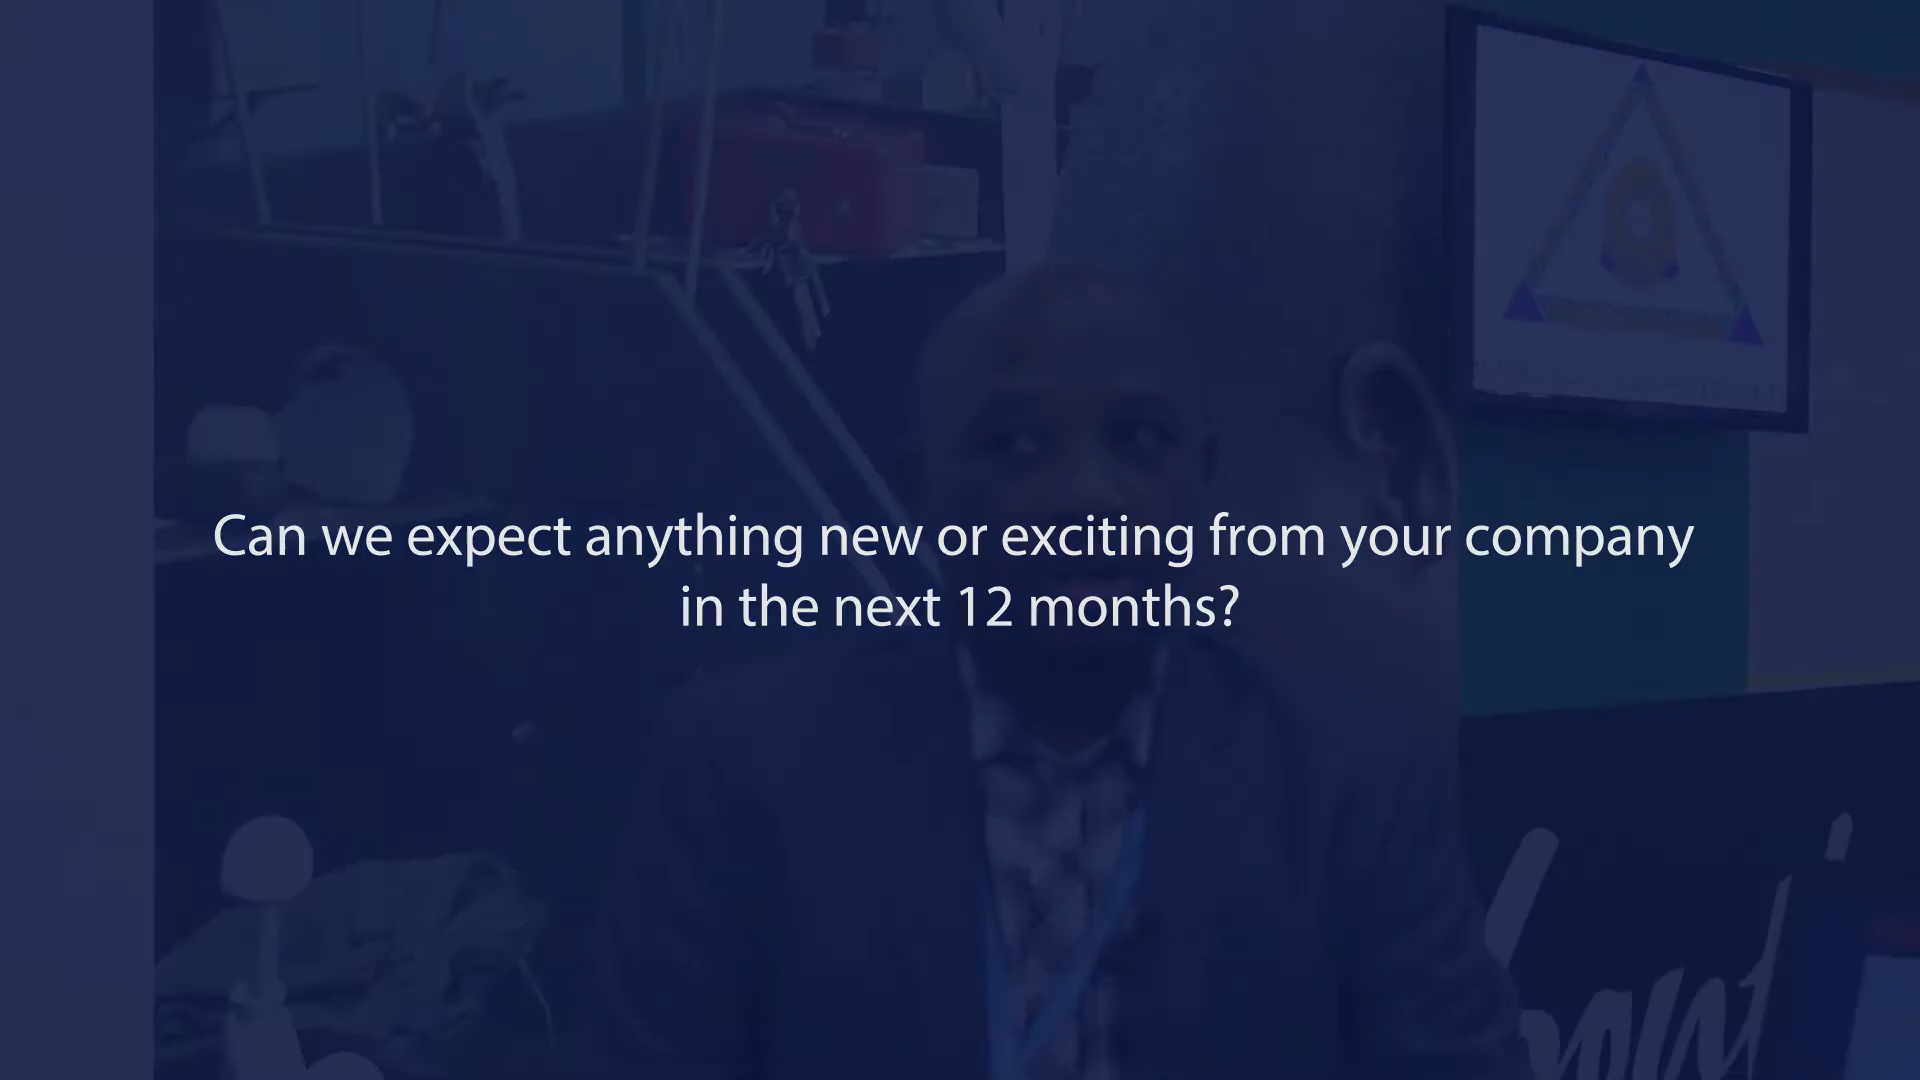 Can we expect anything new or exciting from your company
in the next 12 months?